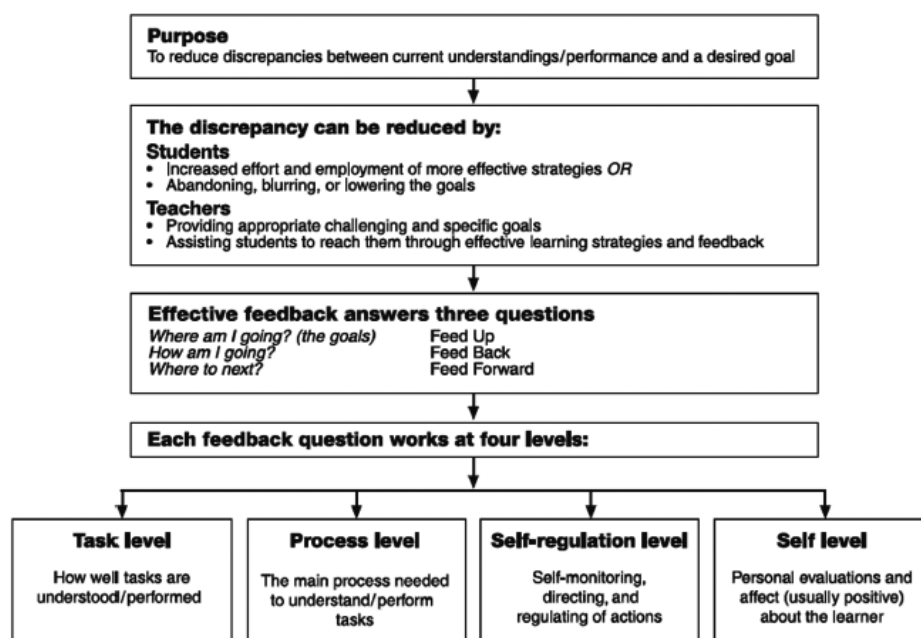 Purpose
To reduce discrepancies between current understandings/performance and a desired goal
The discrepancy can be reduced by:
Students
• Increased effort and employment of more effective strategies OR
• Abandoning, blurring, or lowering the goals
Teachers
• Providing appropriate challenging and specific goals
• Assisting students to reach them through effective learning strategies and feedback
Effective feedback answers three questions
Where am I going? (the goals) Feed Up
How am I going? Feed Back
Where to next? Feed Forward
Each feedback question works at four levels:
Task level
How well tasks are
understood/performed
Process level
The main process needed
to understand/perform
tasks
Self-regulation level
Self-monitoring,
directing, and
regulating of actions
Self level
Personal evaluations and
affect (usually positive)
about the learner